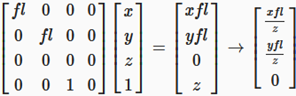 [ fl 0 0 0 ] [ x ] = [ xfl ] → [ xfl/z ]
[ 0 fl 0 0 ] [ y ] = [ yfl ] → [ yfl/z ]
[ 0 0 0 0 ] [ z ] = [ 0 ] → [ 0 ]
[ 0 0 1 0 ] [ 1 ] = [ z ]